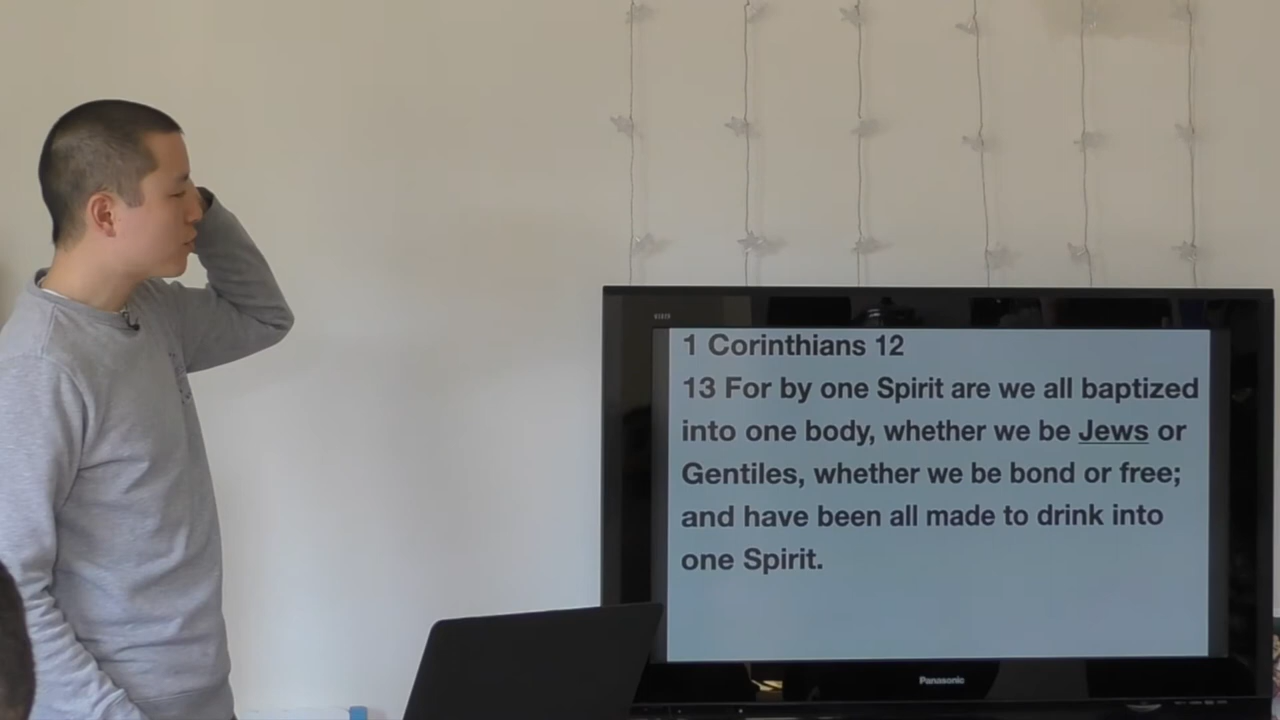 1 Corinthians 12
13 For by one Spirit are we all baptized
into one body, whether we be Jews or
Gentiles, whether we be bond or free;
and have been all made to drink into
one Spirit.
Panasonic